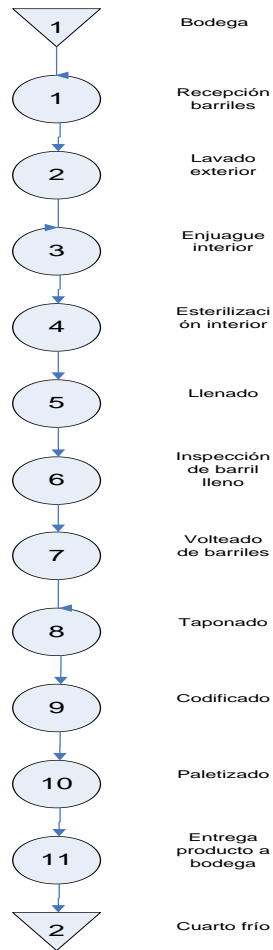 1
Bodega
1
Recepción
barriles
2
Lavado
exterior
3
Enjuague
interior
4
Esterilizaci
ón interior
5
Llenado
6
Inspección
de barril
lleno
7
Volteado
de barriles
8
Taponado
9
Codificado
10
Paletizado
11
Entrega
producto a
bodega
2
Cuarto frío